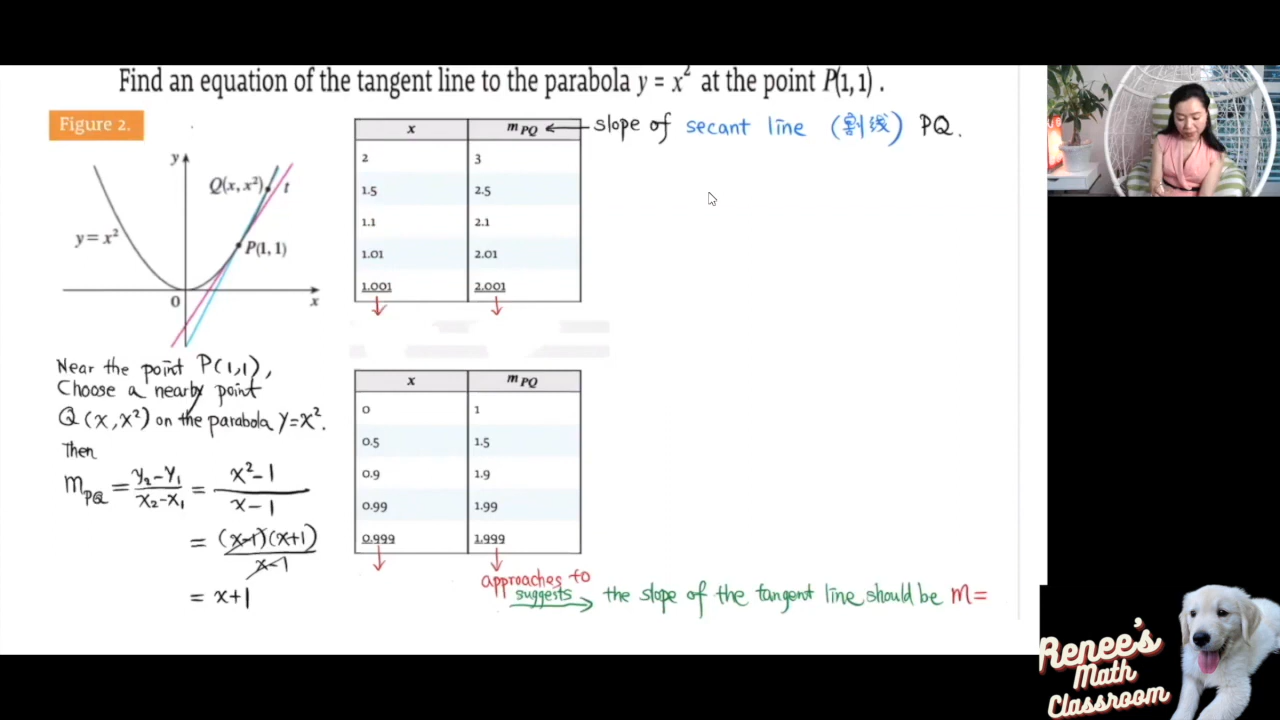 Find an equation of the tangent line to the parabola y = x² at the point P(1, 1) .
Figure 2.
y
Q(x, x²)
t
y = x²
P(1, 1)
0
x
x m PQ
2 3
1.5 2.5
1.1 2.1
1.01 2.01
1.001 2.001
← slope of secant line (割线) PQ.
x m PQ
0 1
0.5 1.5
0.9 1.9
0.99 1.99
0.999 1.999
Near the point P(1,1),
Choose a nearby point
Q(x,x²) on the parabola y=x².
Then
m PQ = y₂-y₁/x₂-x₁ = x²-1/x-1
= (x-1)(x+1)/x-1
= x+1
approaches to
suggests → the slope of the tangent line should be m=
Renee's
Math
Classroom